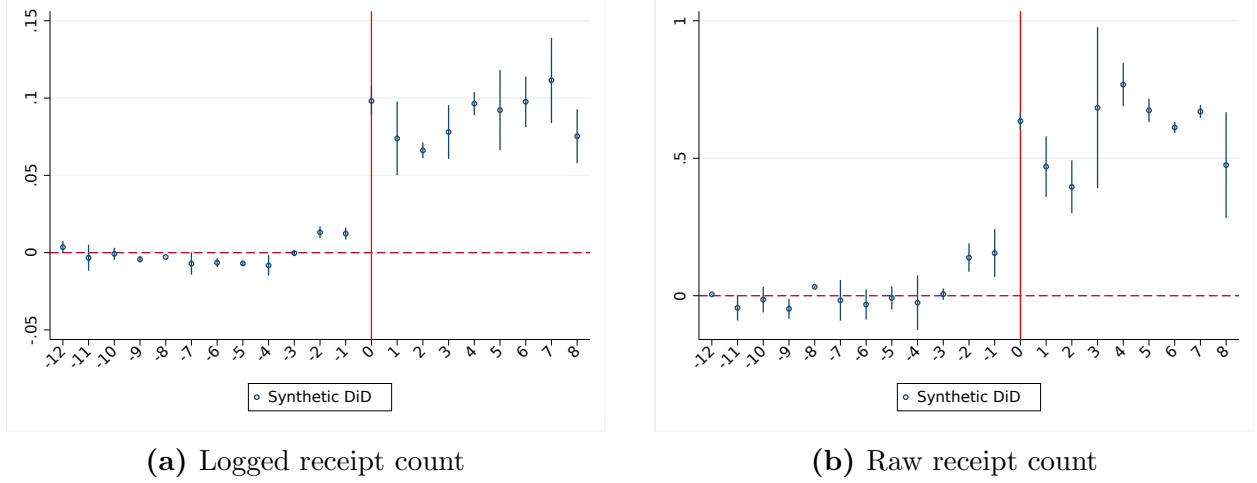 .15
.1
.05
0
-.05
-12 -11 -10 -9 -8 -7 -6 -5 -4 -3 -2 -1 0 1 2 3 4 5 6 7 8
Synthetic DiD
(a) Logged receipt count
1
.5
0
-12 -11 -10 -9 -8 -7 -6 -5 -4 -3 -2 -1 0 1 2 3 4 5 6 7 8
Synthetic DiD
(b) Raw receipt count